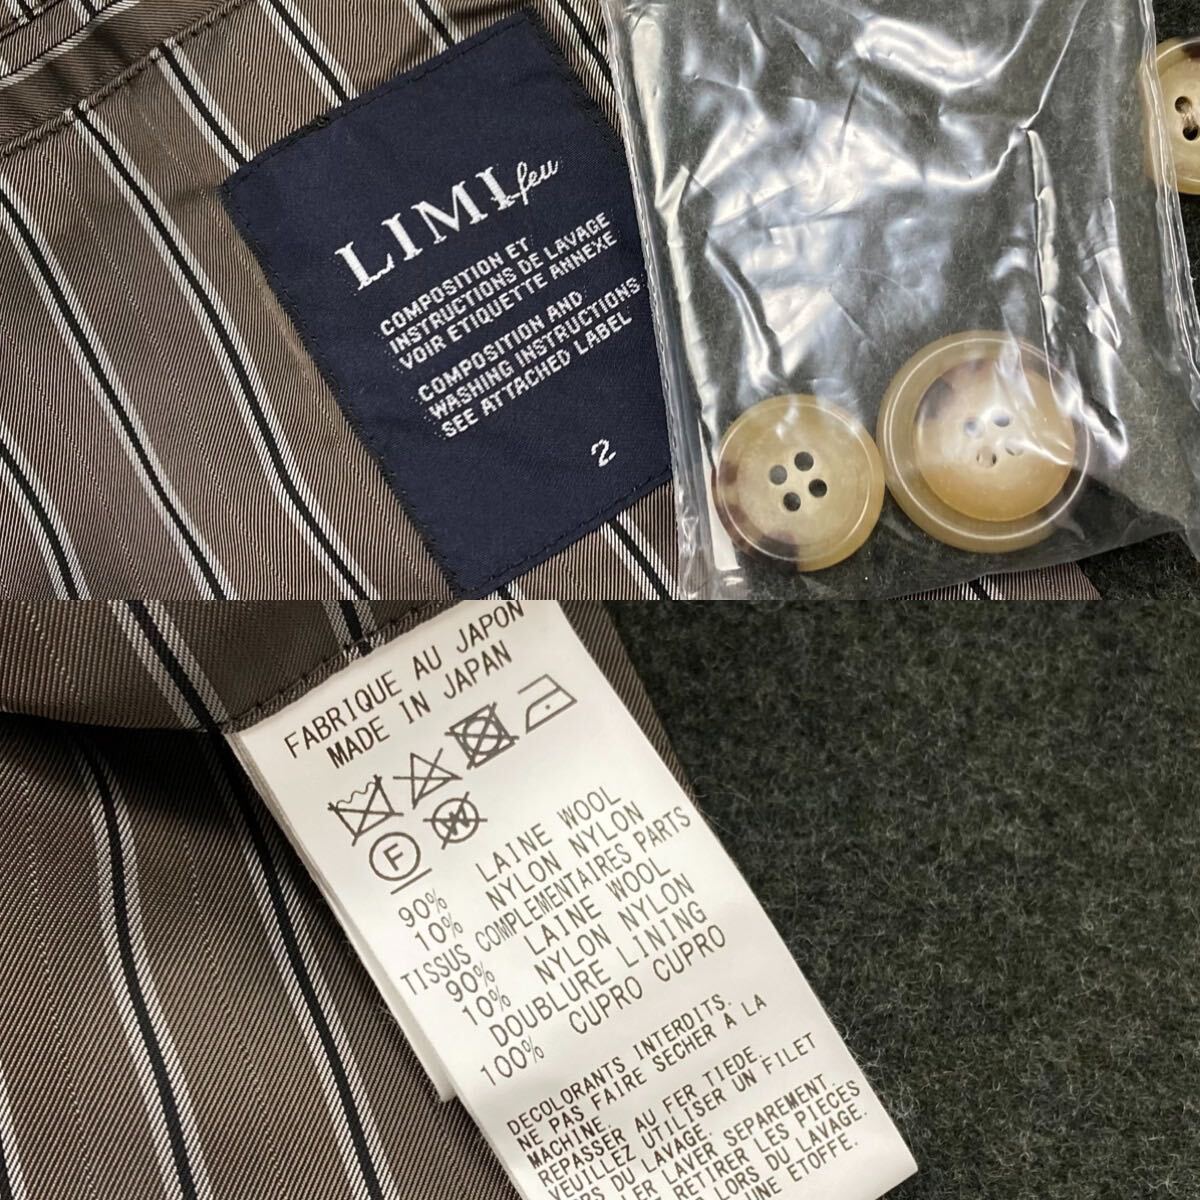 LIMI feu
COMPOSITION ET
INSTRUCTIONS DE LAVAGE
VOIR ETIQUETTE ANNEXE
COMPOSITION AND
WASHING INSTRUCTIONS
SEE ATTACHED LABEL
2
FABRIQUE AU JAPON
MADE IN JAPAN
F
W
90% LAINE WOOL
10% NYLON NYLON
TISSUS COMPLEMENTAIRES PARTS
90% LAINE WOOL
10% NYLON NYLON
DOUBLURE LINING
100% CUPRO CUPRO
DECOLORANTS INTERDITS.
NE PAS FAIRE SECHER A LA
MACHINE.
REPASSER AU FER TIEDE.
VEUILLEZ UTILISER UN FILET
DU LAVAGE.
LAVER SEPAREMENT.
RETIRER LES PIECES
LORS DU LAVAGE.
UNE ETOFFE.